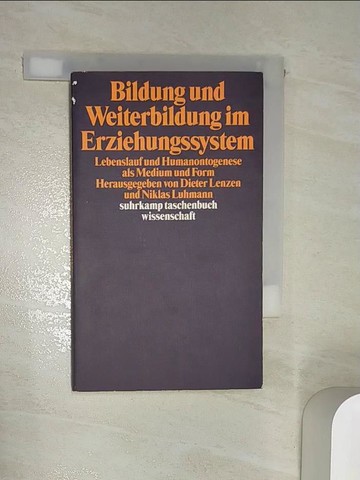 Bildung und
Weiterbildung im
Erziehungssystem
Lebenslauf und Humanontogenese
als Medium und Form
Herausgegeben von Dieter Lenzen
und Niklas Luhmann
suhrkamp taschenbuch
wissenschaft